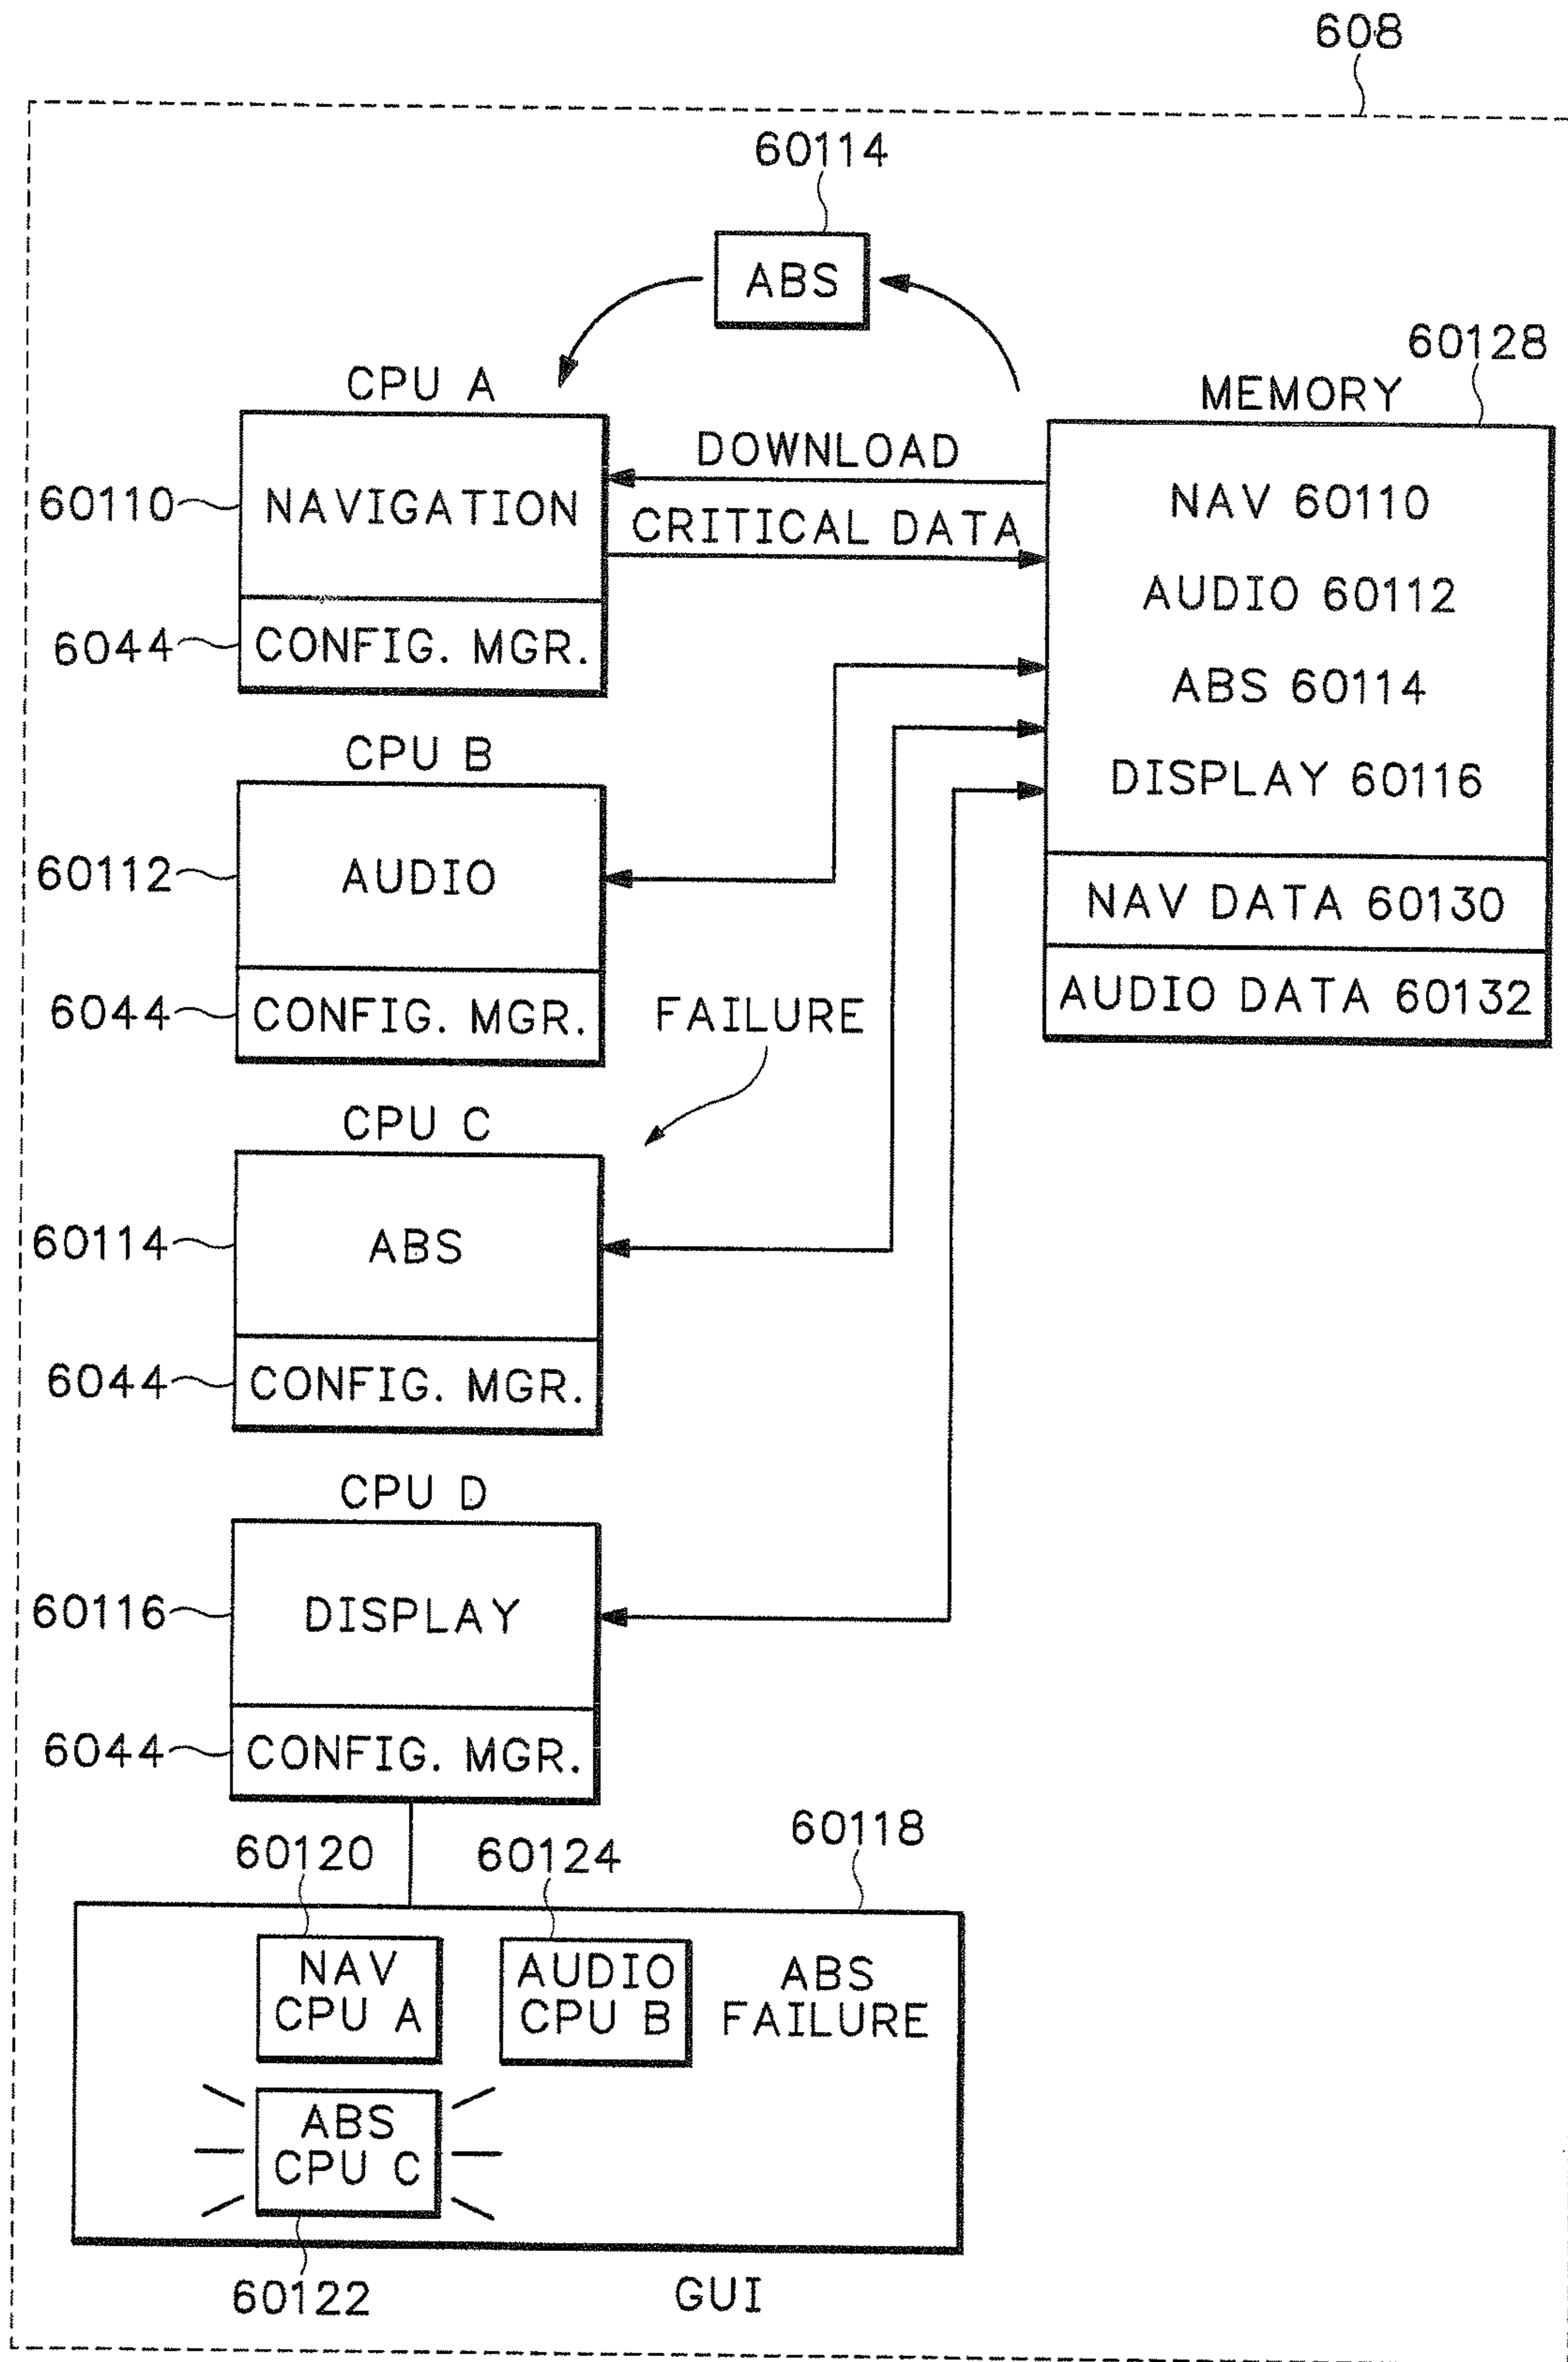 608
60114
ABS
60128
CPU A
MEMORY
DOWNLOAD
60110
NAVIGATION
CRITICAL DATA
NAV 60110
AUDIO 60112
6044
CONFIG. MGR.
ABS 60114
CPU B
DISPLAY 60116
60112
AUDIO
NAV DATA 60130
6044
CONFIG. MGR.
FAILURE
AUDIO DATA 60132
CPU C
60114
ABS
6044
CONFIG. MGR.
CPU D
60116
DISPLAY
6044
CONFIG. MGR.
60120
60124
60118
NAV
CPU A
AUDIO
CPU B
ABS
FAILURE
ABS
CPU C
60122
GUI